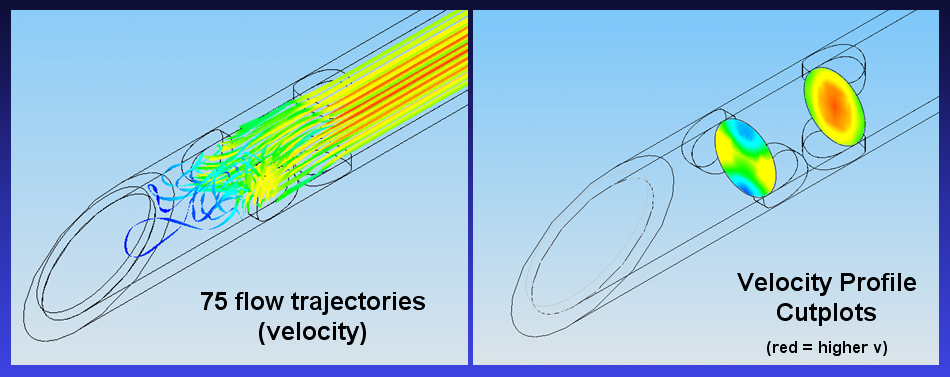 75 flow trajectories
(velocity)
Velocity Profile
Cutplots
(red = higher v)